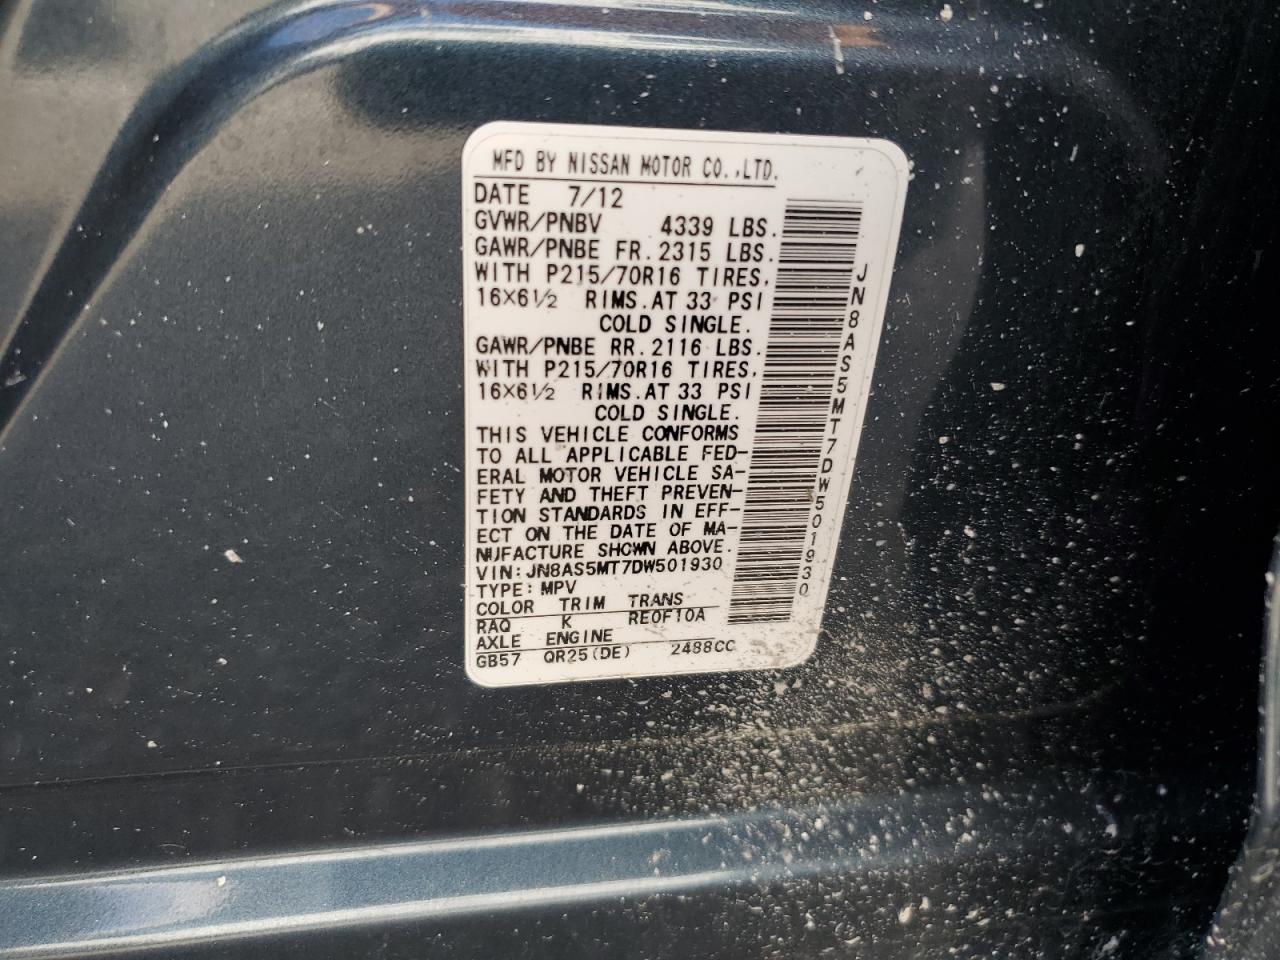 MFD BY NISSAN MOTOR CO.,LTD.
DATE 7/12
GVWR/PNBV 4339 LBS.
GAWR/PNBE FR. 2315 LBS.
WITH P215/70R16 TIRES,
16X6½ RIMS. AT 33 PSI
COLD SINGLE.
GAWR/PNBE RR. 2116 LBS.
WITH P215/70R16 TIRES,
16X6½ RIMS. AT 33 PSI
COLD SINGLE.
THIS VEHICLE CONFORMS
TO ALL APPLICABLE FED-
ERAL MOTOR VEHICLE SA-
FETY AND THEFT PREVEN-
TION STANDARDS IN EFF-
ECT ON THE DATE OF MA-
NUFACTURE SHOWN ABOVE.
VIN: JN8AS5MT7DW501930
TYPE: MPV
COLOR TRIM TRANS
RAQ K RE0F10A
AXLE ENGINE
GB57 QR25(DE) 2488CC
JN8AS5MT7DW501930